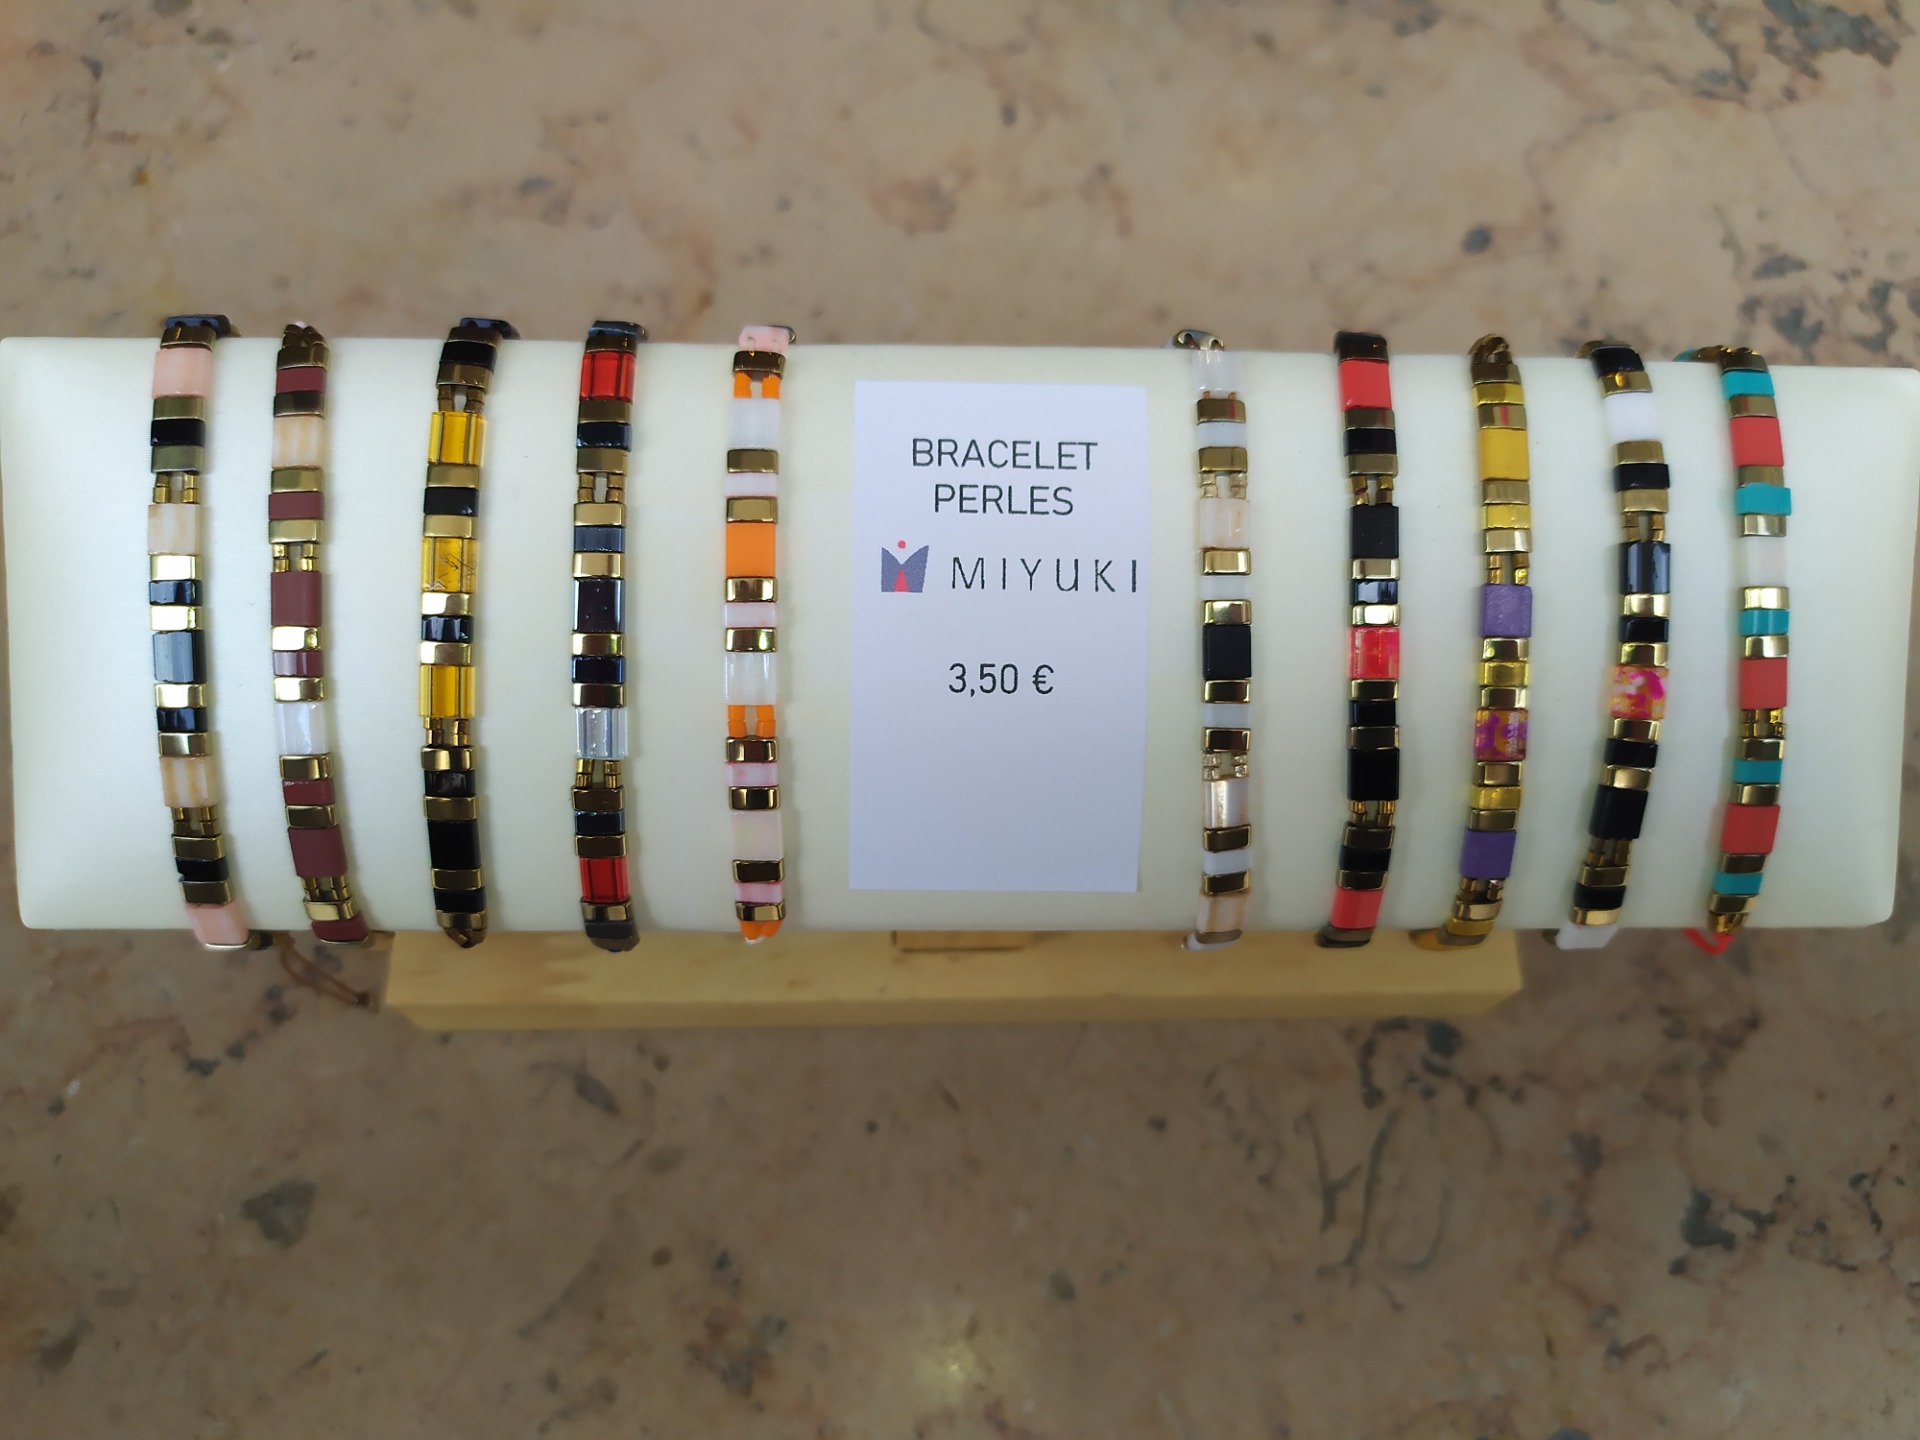 BRACELET
PERLES
MIYUKI
3,50 €